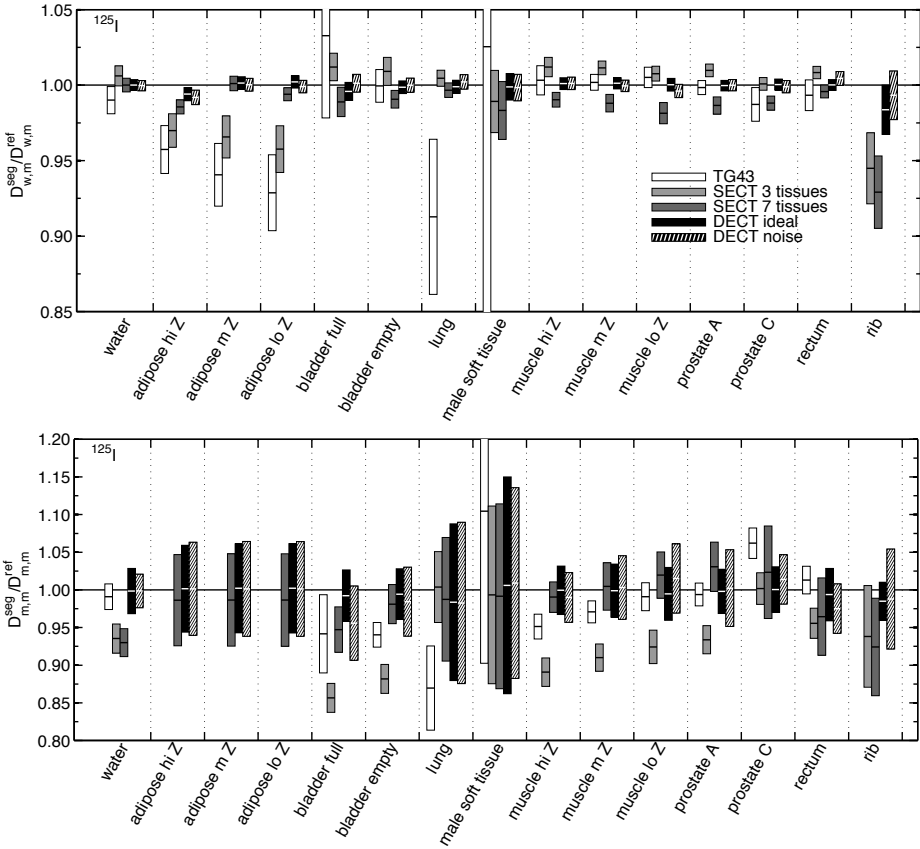 1.05
1.00
0.95
0.90
0.85
¹²⁵I
D^{seg}_{w,m}/D^{ref}_{w,m}
TG43
SECT 3 tissues
SECT 7 tissues
DECT ideal
DECT noise
water
adipose hi Z
adipose m Z
adipose lo Z
bladder full
bladder empty
lung
male soft tissue
muscle hi Z
muscle m Z
muscle lo Z
prostate A
prostate C
rectum
rib
1.20
1.15
1.10
1.05
1.00
0.95
0.90
0.85
0.80
¹²⁵I
D^{seg}_{m,m}/D^{ref}_{m,m}
water
adipose hi Z
adipose m Z
adipose lo Z
bladder full
bladder empty
lung
male soft tissue
muscle hi Z
muscle m Z
muscle lo Z
prostate A
prostate C
rectum
rib